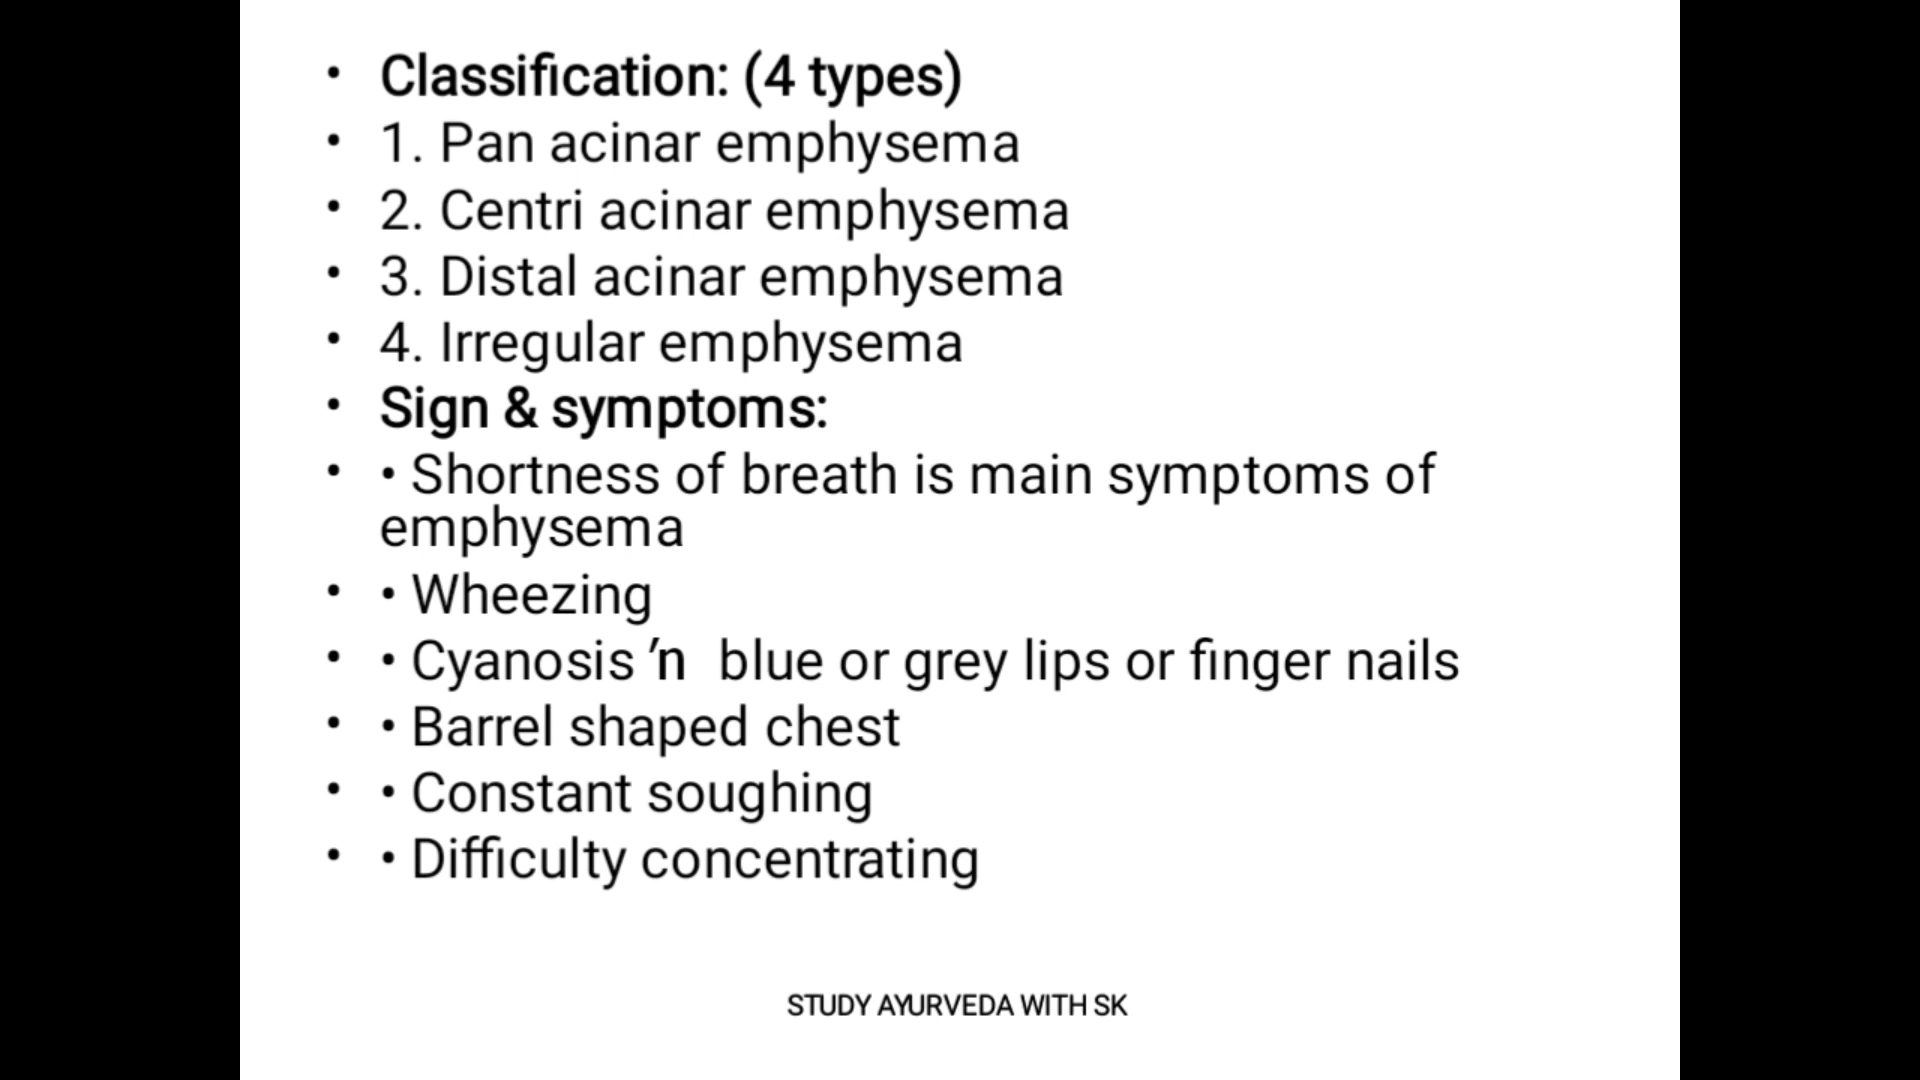 • Classification: (4 types)
• 1. Pan acinar emphysema
• 2. Centri acinar emphysema
• 3. Distal acinar emphysema
• 4. Irregular emphysema
• Sign & symptoms:
• • Shortness of breath is main symptoms of
emphysema
• • Wheezing
• • Cyanosis ŉ blue or grey lips or finger nails
• • Barrel shaped chest
• • Constant soughing
• • Difficulty concentrating
STUDY AYURVEDA WITH SK